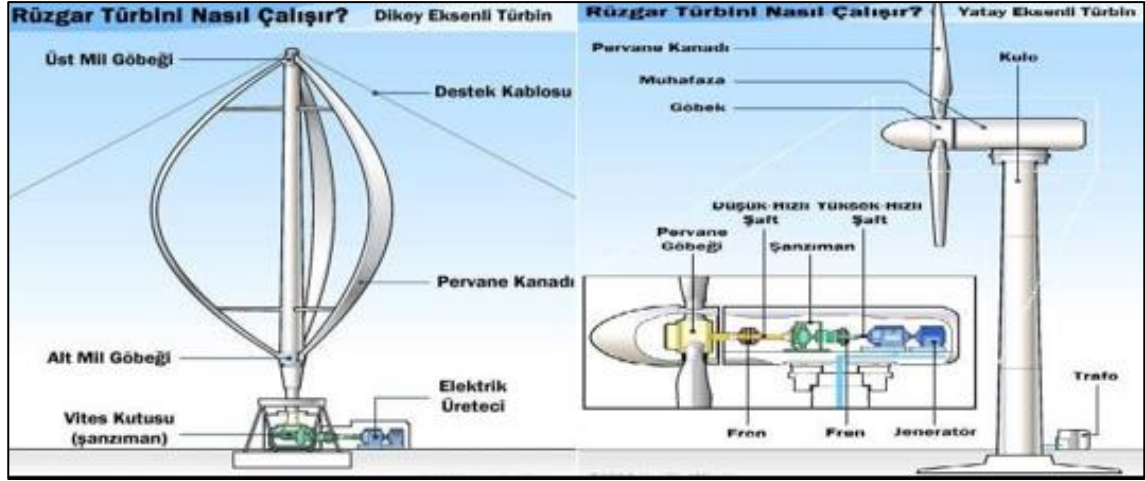 Rüzgar Türbini Nasıl Çalışır? Dikey Eksenli Türbin
Üst Mil Göbeği
Destek Kablosu
Pervane Kanadı
Alt Mil Göbeği
Elektrik
Üreteci
Vites Kutusu
(şanzıman)
Rüzgar Türbini Nasıl Çalışır? Yatay Eksenli Türbin
Pervane Kanadı
Kule
Muhafaza
Göbek
Düşük-Hızlı Yüksek-Hızlı
Şaft Şaft
Pervane
Göbeği
Şanzıman
Trafo
Fren Fren Jenerator